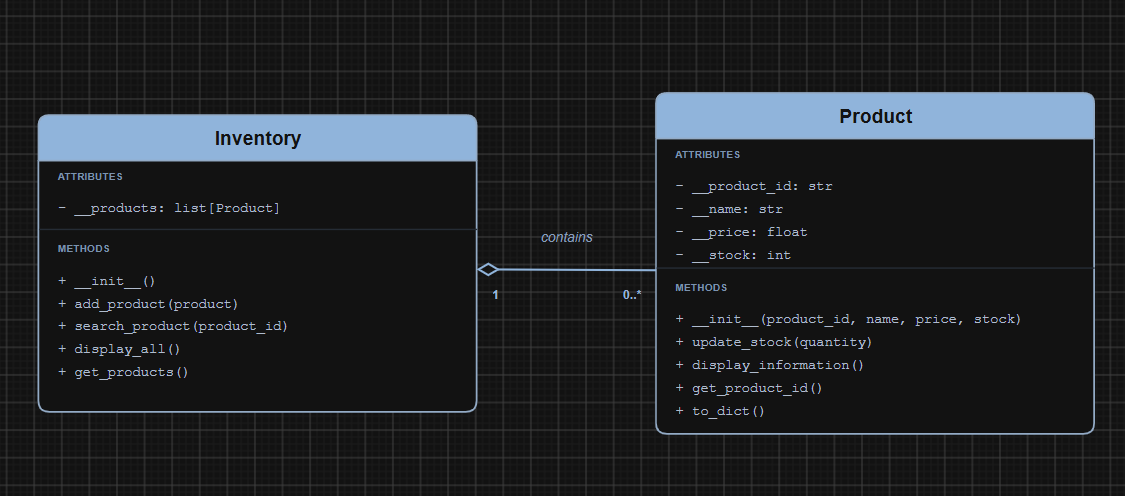 Inventory
ATTRIBUTES
- __products: list[Product]
METHODS
+ __init__()
+ add_product(product)
+ search_product(product_id)
+ display_all()
+ get_products()
contains
1
0..*
Product
ATTRIBUTES
- __product_id: str
- __name: str
- __price: float
- __stock: int
METHODS
+ __init__(product_id, name, price, stock)
+ update_stock(quantity)
+ display_information()
+ get_product_id()
+ to_dict()